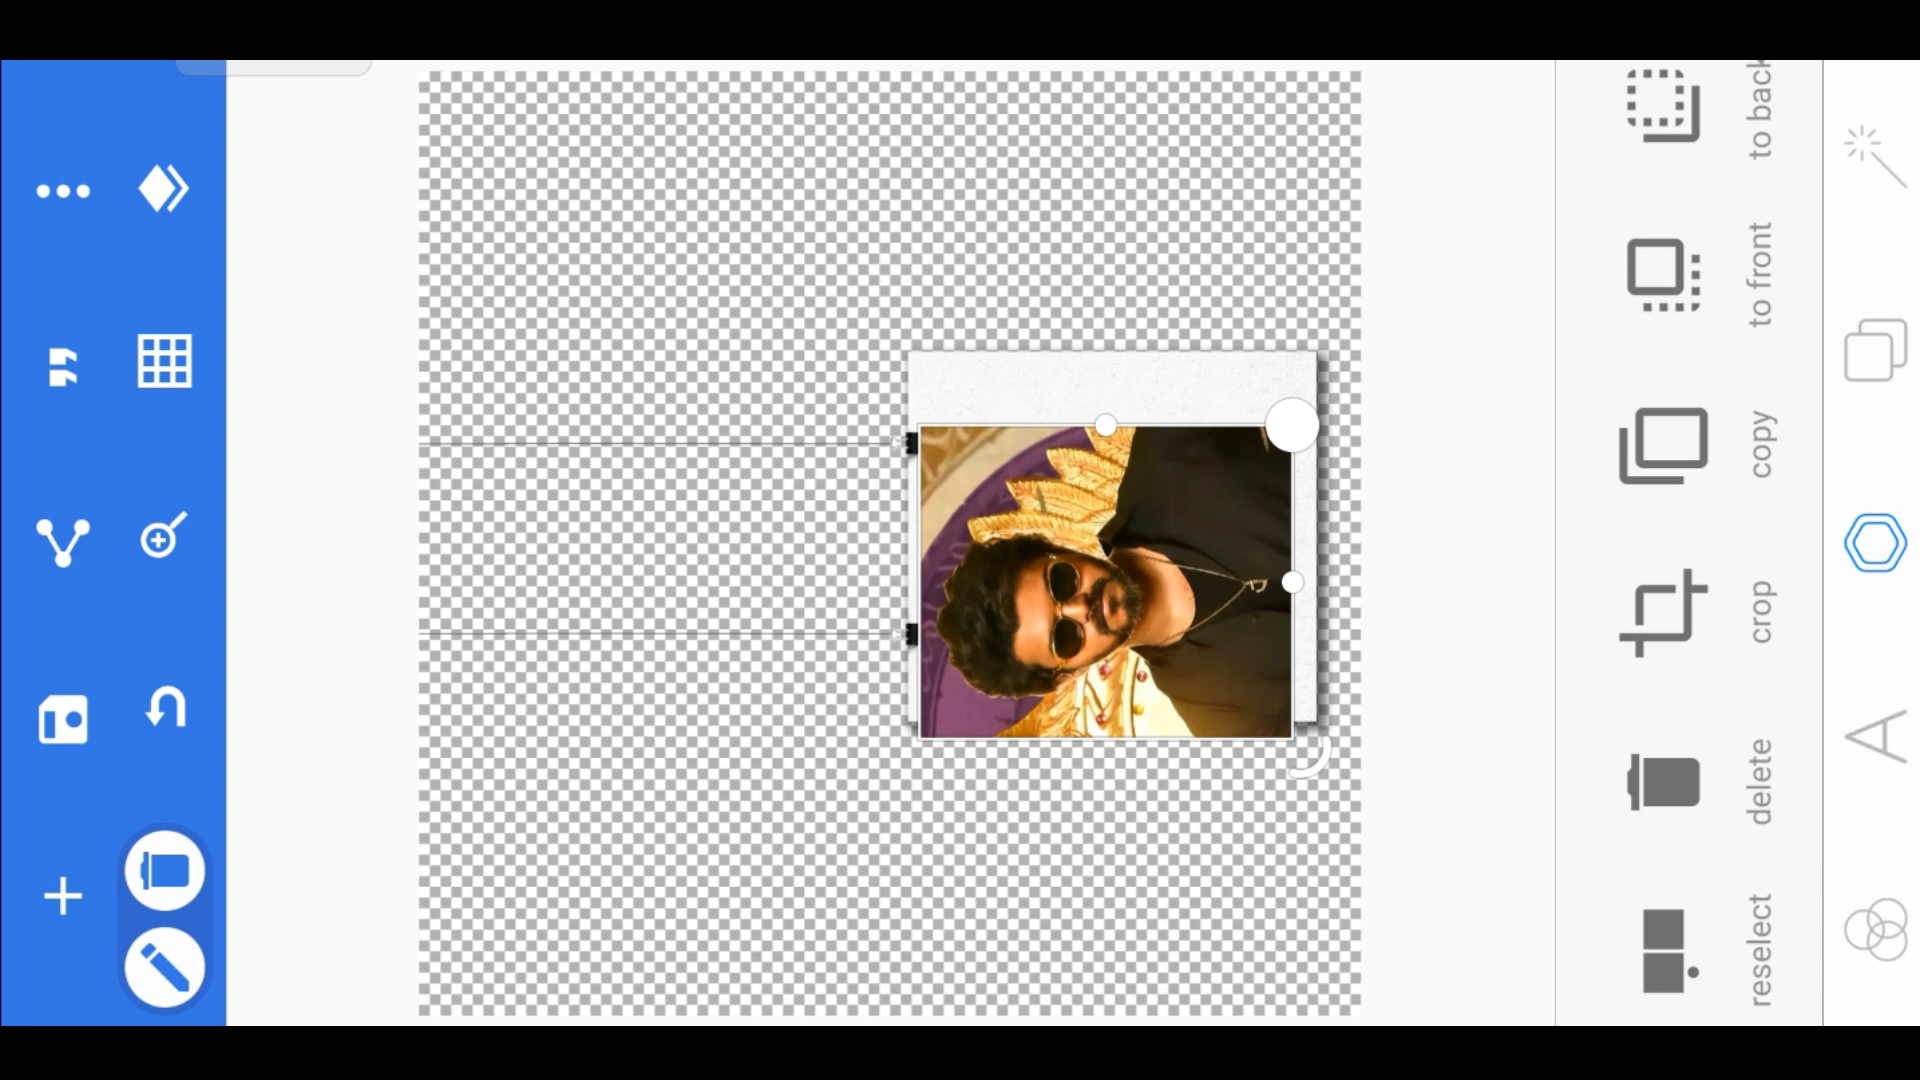 reselect
delete
crop
copy
to front
to back